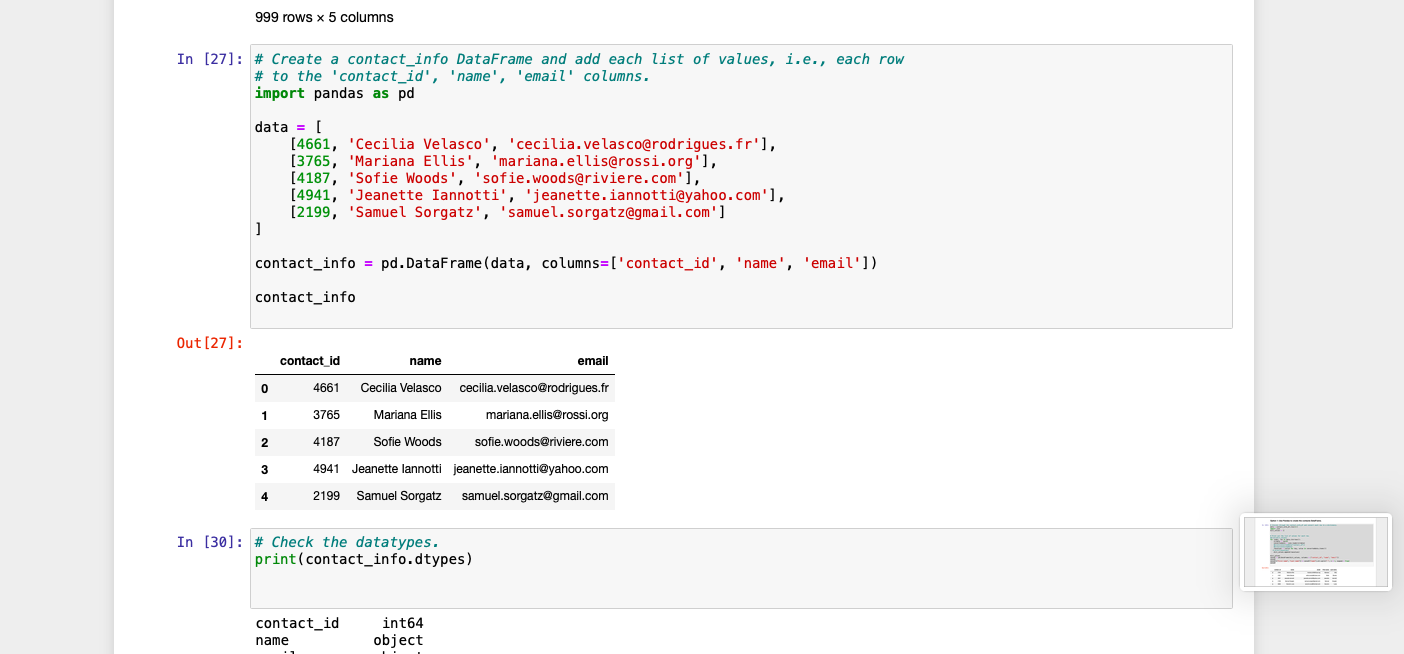 999 rows × 5 columns
In [27]: # Create a contact_info DataFrame and add each list of values, i.e., each row
# to the 'contact_id', 'name', 'email' columns.
import pandas as pd
data = [
[4661, 'Cecilia Velasco', 'cecilia.velasco@rodrigues.fr'],
[3765, 'Mariana Ellis', 'mariana.ellis@rossi.org'],
[4187, 'Sofie Woods', 'sofie.woods@riviere.com'],
[4941, 'Jeanette Iannotti', 'jeanette.iannotti@yahoo.com'],
[2199, 'Samuel Sorgatz', 'samuel.sorgatz@gmail.com']
]
contact_info = pd.DataFrame(data, columns=['contact_id', 'name', 'email'])
contact_info
Out[27]:
contact_id name email
0 4661 Cecilia Velasco cecilia.velasco@rodrigues.fr
1 3765 Mariana Ellis mariana.ellis@rossi.org
2 4187 Sofie Woods sofie.woods@riviere.com
3 4941 Jeanette Iannotti jeanette.iannotti@yahoo.com
4 2199 Samuel Sorgatz samuel.sorgatz@gmail.com
In [30]: # Check the datatypes.
print(contact_info.dtypes)
contact_id int64
name object